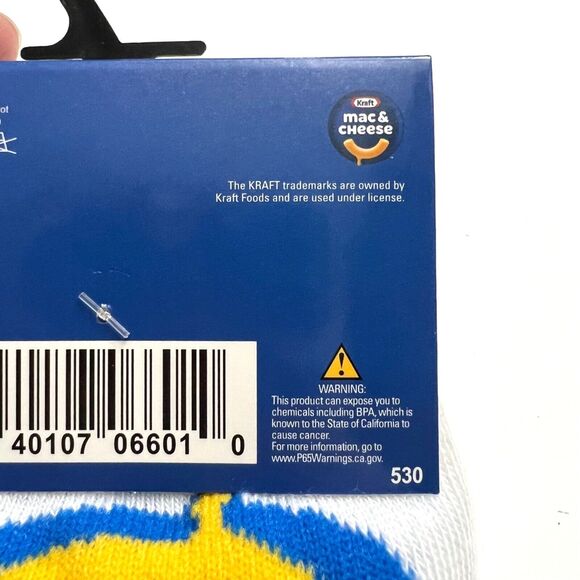 Kraft
mac &
cheese
The KRAFT trademarks are owned by
Kraft Foods and are used under license.
WARNING:
This product can expose you to
chemicals including BPA, which is
known to the State of California to
cause cancer.
For more information, go to
www.P65Warnings.ca.gov.
40107 06601 0
530